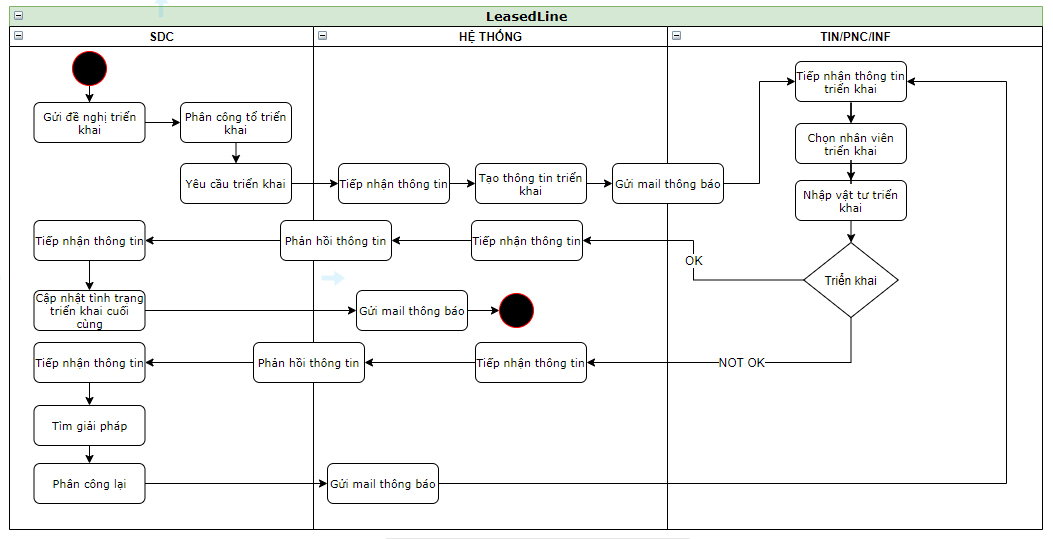 LeasedLine
SDC
HỆ THỐNG
TIN/PNC/INF
Gửi đề nghị triển
khai
Phân công tổ triển
khai
Yêu cầu triển khai
Tiếp nhận thông tin
Tạo thông tin triển
khai
Gửi mail thông báo
Tiếp nhận thông tin
triển khai
Chọn nhân viên
triển khai
Nhập vật tư triển
khai
Triển khai
OK
Tiếp nhận thông tin
Phản hồi thông tin
Tiếp nhận thông tin
Cập nhật tình trạng
triển khai cuối
cùng
Gửi mail thông báo
NOT OK
Tiếp nhận thông tin
Phản hồi thông tin
Tiếp nhận thông tin
Tìm giải pháp
Phân công lại
Gửi mail thông báo